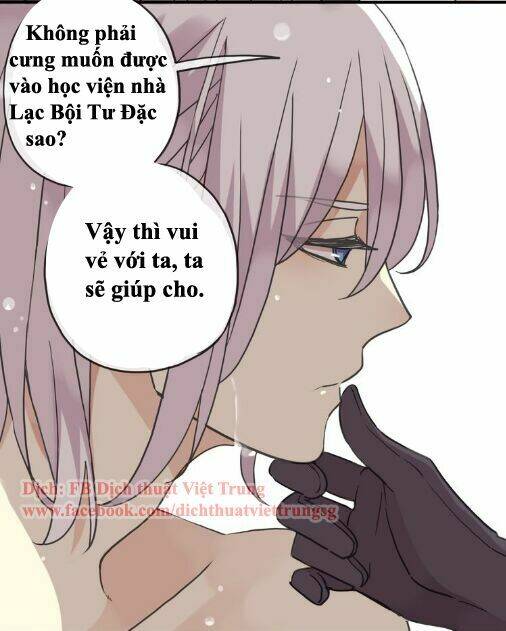 Không phải
cưng muốn được
vào học viện nhà
Lạc Bội Tư Đặc
sao?
Vậy thì vui
vẻ với ta, ta
sẽ giúp cho.
Dịch: FB Dịch thuật Việt Trung
www.facebook.com/dichthuatviettrungsg